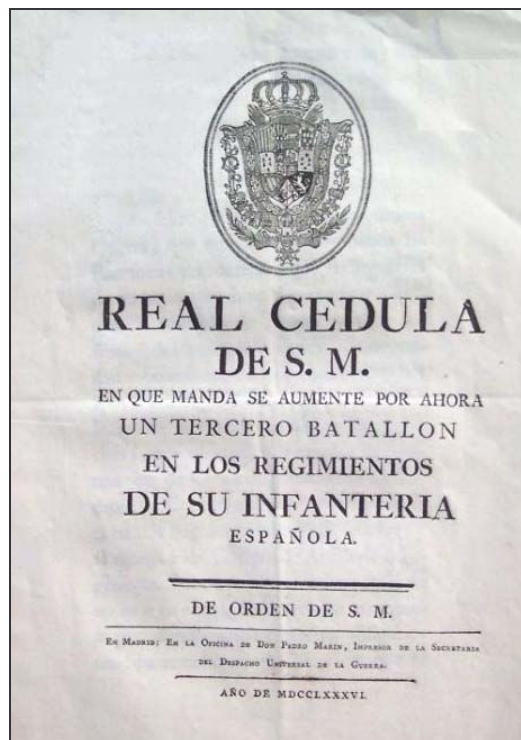 REAL CEDULA
DE S. M.
EN QUE MANDA SE AUMENTE POR AHORA
UN TERCERO BATALLON
EN LOS REGIMIENTOS
DE SU INFANTERIA
ESPAÑOLA.
DE ORDEN DE S. M.
EN MADRID: EN LA OFICINA DE DON PEDRO MARIN, IMPRESOR DE LA SECRETARIA
DEL DESPACHO UNIVERSAL DE LA GUERRA.
AÑO DE MDCCLXXXVI.